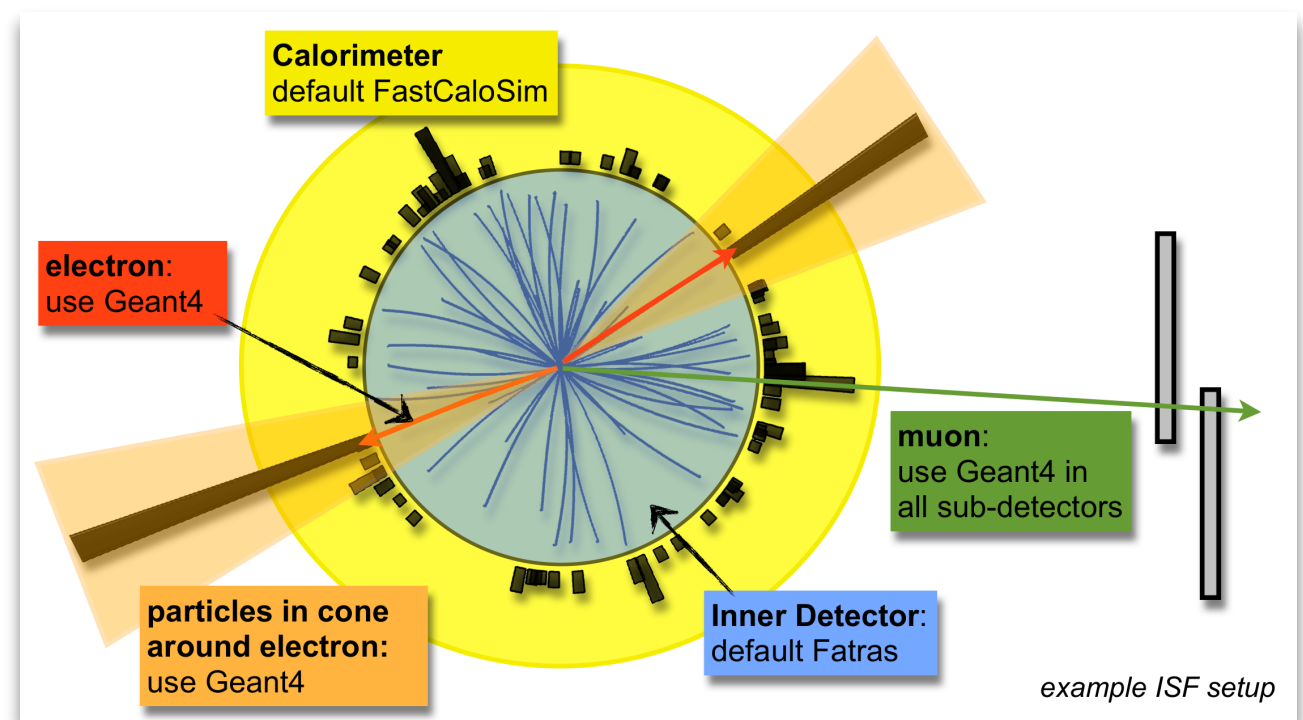 Calorimeter
default FastCaloSim
electron:
use Geant4
muon:
use Geant4 in
all sub-detectors
particles in cone
around electron:
use Geant4
Inner Detector:
default Fatras
example ISF setup